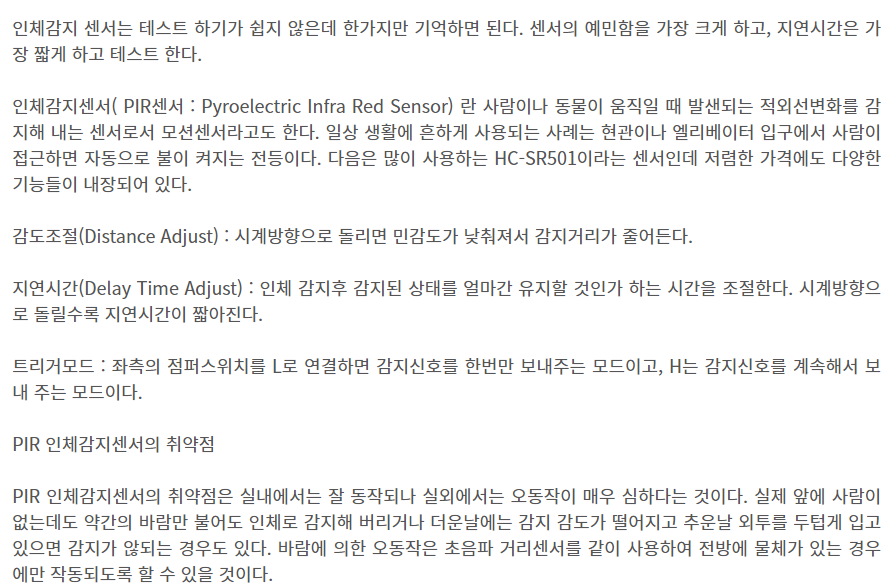 인체감지 센서는 테스트 하기가 쉽지 않은데 한가지만 기억하면 된다. 센서의 예민함을 가장 크게 하고, 지연시간은 가
장 짧게 하고 테스트 한다.
인체감지센서( PIR센서 : Pyroelectric Infra Red Sensor) 란 사람이나 동물이 움직일 때 발샌되는 적외선변화를 감
지해 내는 센서로서 모션센서라고도 한다. 일상 생활에 흔하게 사용되는 사례는 현관이나 엘리베이터 입구에서 사람이
접근하면 자동으로 불이 켜지는 전등이다. 다음은 많이 사용하는 HC-SR501이라는 센서인데 저렴한 가격에도 다양한
기능들이 내장되어 있다.
감도조절(Distance Adjust) : 시계방향으로 돌리면 민감도가 낮춰져서 감지거리가 줄어든다.
지연시간(Delay Time Adjust) : 인체 감지후 감지된 상태를 얼마간 유지할 것인가 하는 시간을 조절한다. 시계방향으
로 돌릴수록 지연시간이 짧아진다.
트리거모드 : 좌측의 점퍼스위치를 L로 연결하면 감지신호를 한번만 보내주는 모드이고, H는 감지신호를 계속해서 보
내 주는 모드이다.
PIR 인체감지센서의 취약점
PIR 인체감지센서의 취약점은 실내에서는 잘 동작되나 실외에서는 오동작이 매우 심하다는 것이다. 실제 앞에 사람이
없는데도 약간의 바람만 불어도 인체로 감지해 버리거나 더운날에는 감지 감도가 떨어지고 추운날 외투를 두텁게 입고
있으면 감지가 않되는 경우도 있다. 바람에 의한 오동작은 초음파 거리센서를 같이 사용하여 전방에 물체가 있는 경우
에만 작동되도록 할 수 있을 것이다.